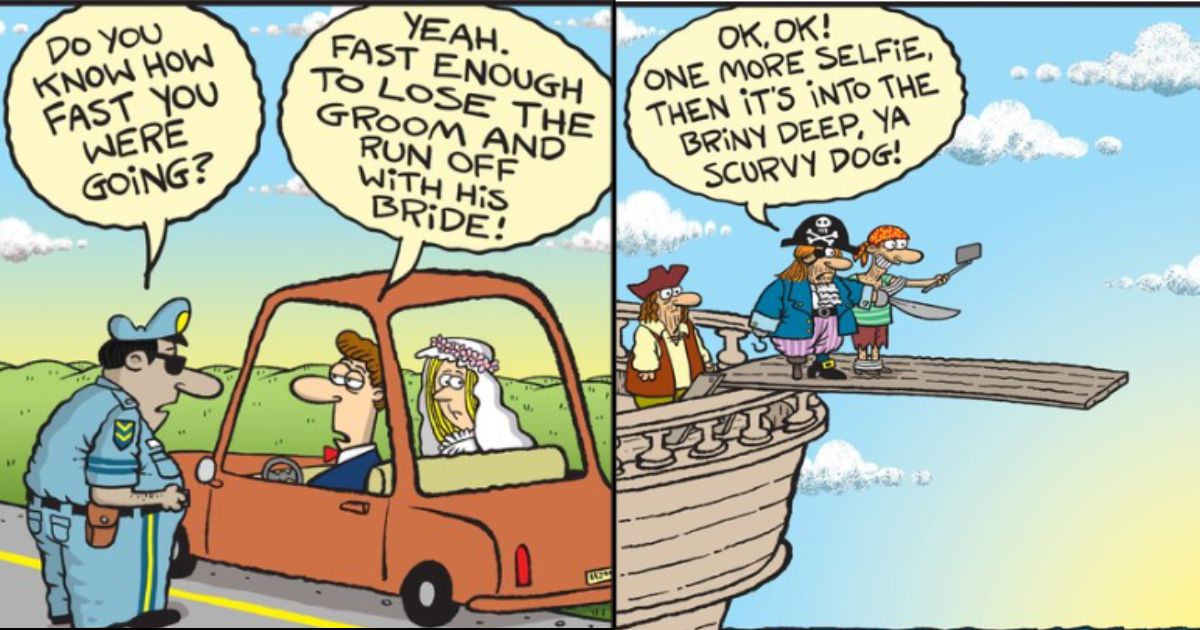 DO YOU
KNOW HOW
FAST YOU
WERE
GOING?
YEAH.
FAST ENOUGH
TO LOSE THE
GROOM AND
RUN OFF
WITH HIS
BRIDE!
OK, OK!
ONE MORE SELFIE,
THEN IT'S INTO THE
BRINY DEEP, YA
SCURVY DOG!